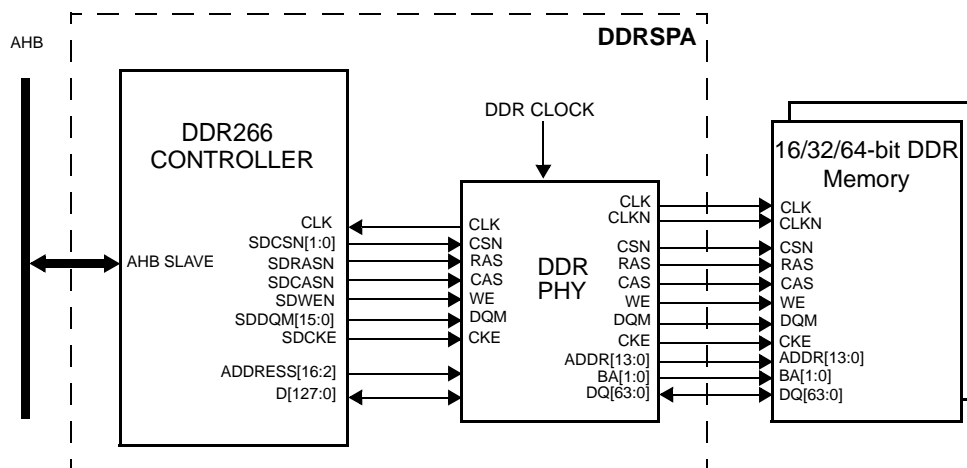 AHB
DDRSPA
DDR266
CONTROLLER
AHB SLAVE
CLK
SDCSN[1:0]
SDRASN
SDCASN
SDWEN
SDDQM[15:0]
SDCKE
ADDRESS[16:2]
D[127:0]
DDR CLOCK
CLK
CSN
RAS
CAS
WE
DQM
CKE
DDR
PHY
CLK
CLKN
CSN
RAS
CAS
WE
DQM
CKE
ADDR[13:0]
BA[1:0]
DQ[63:0]
16/32/64-bit DDR
Memory
CLK
CLKN
CSN
RAS
CAS
WE
DQM
CKE
ADDR[13:0]
BA[1:0]
DQ[63:0]